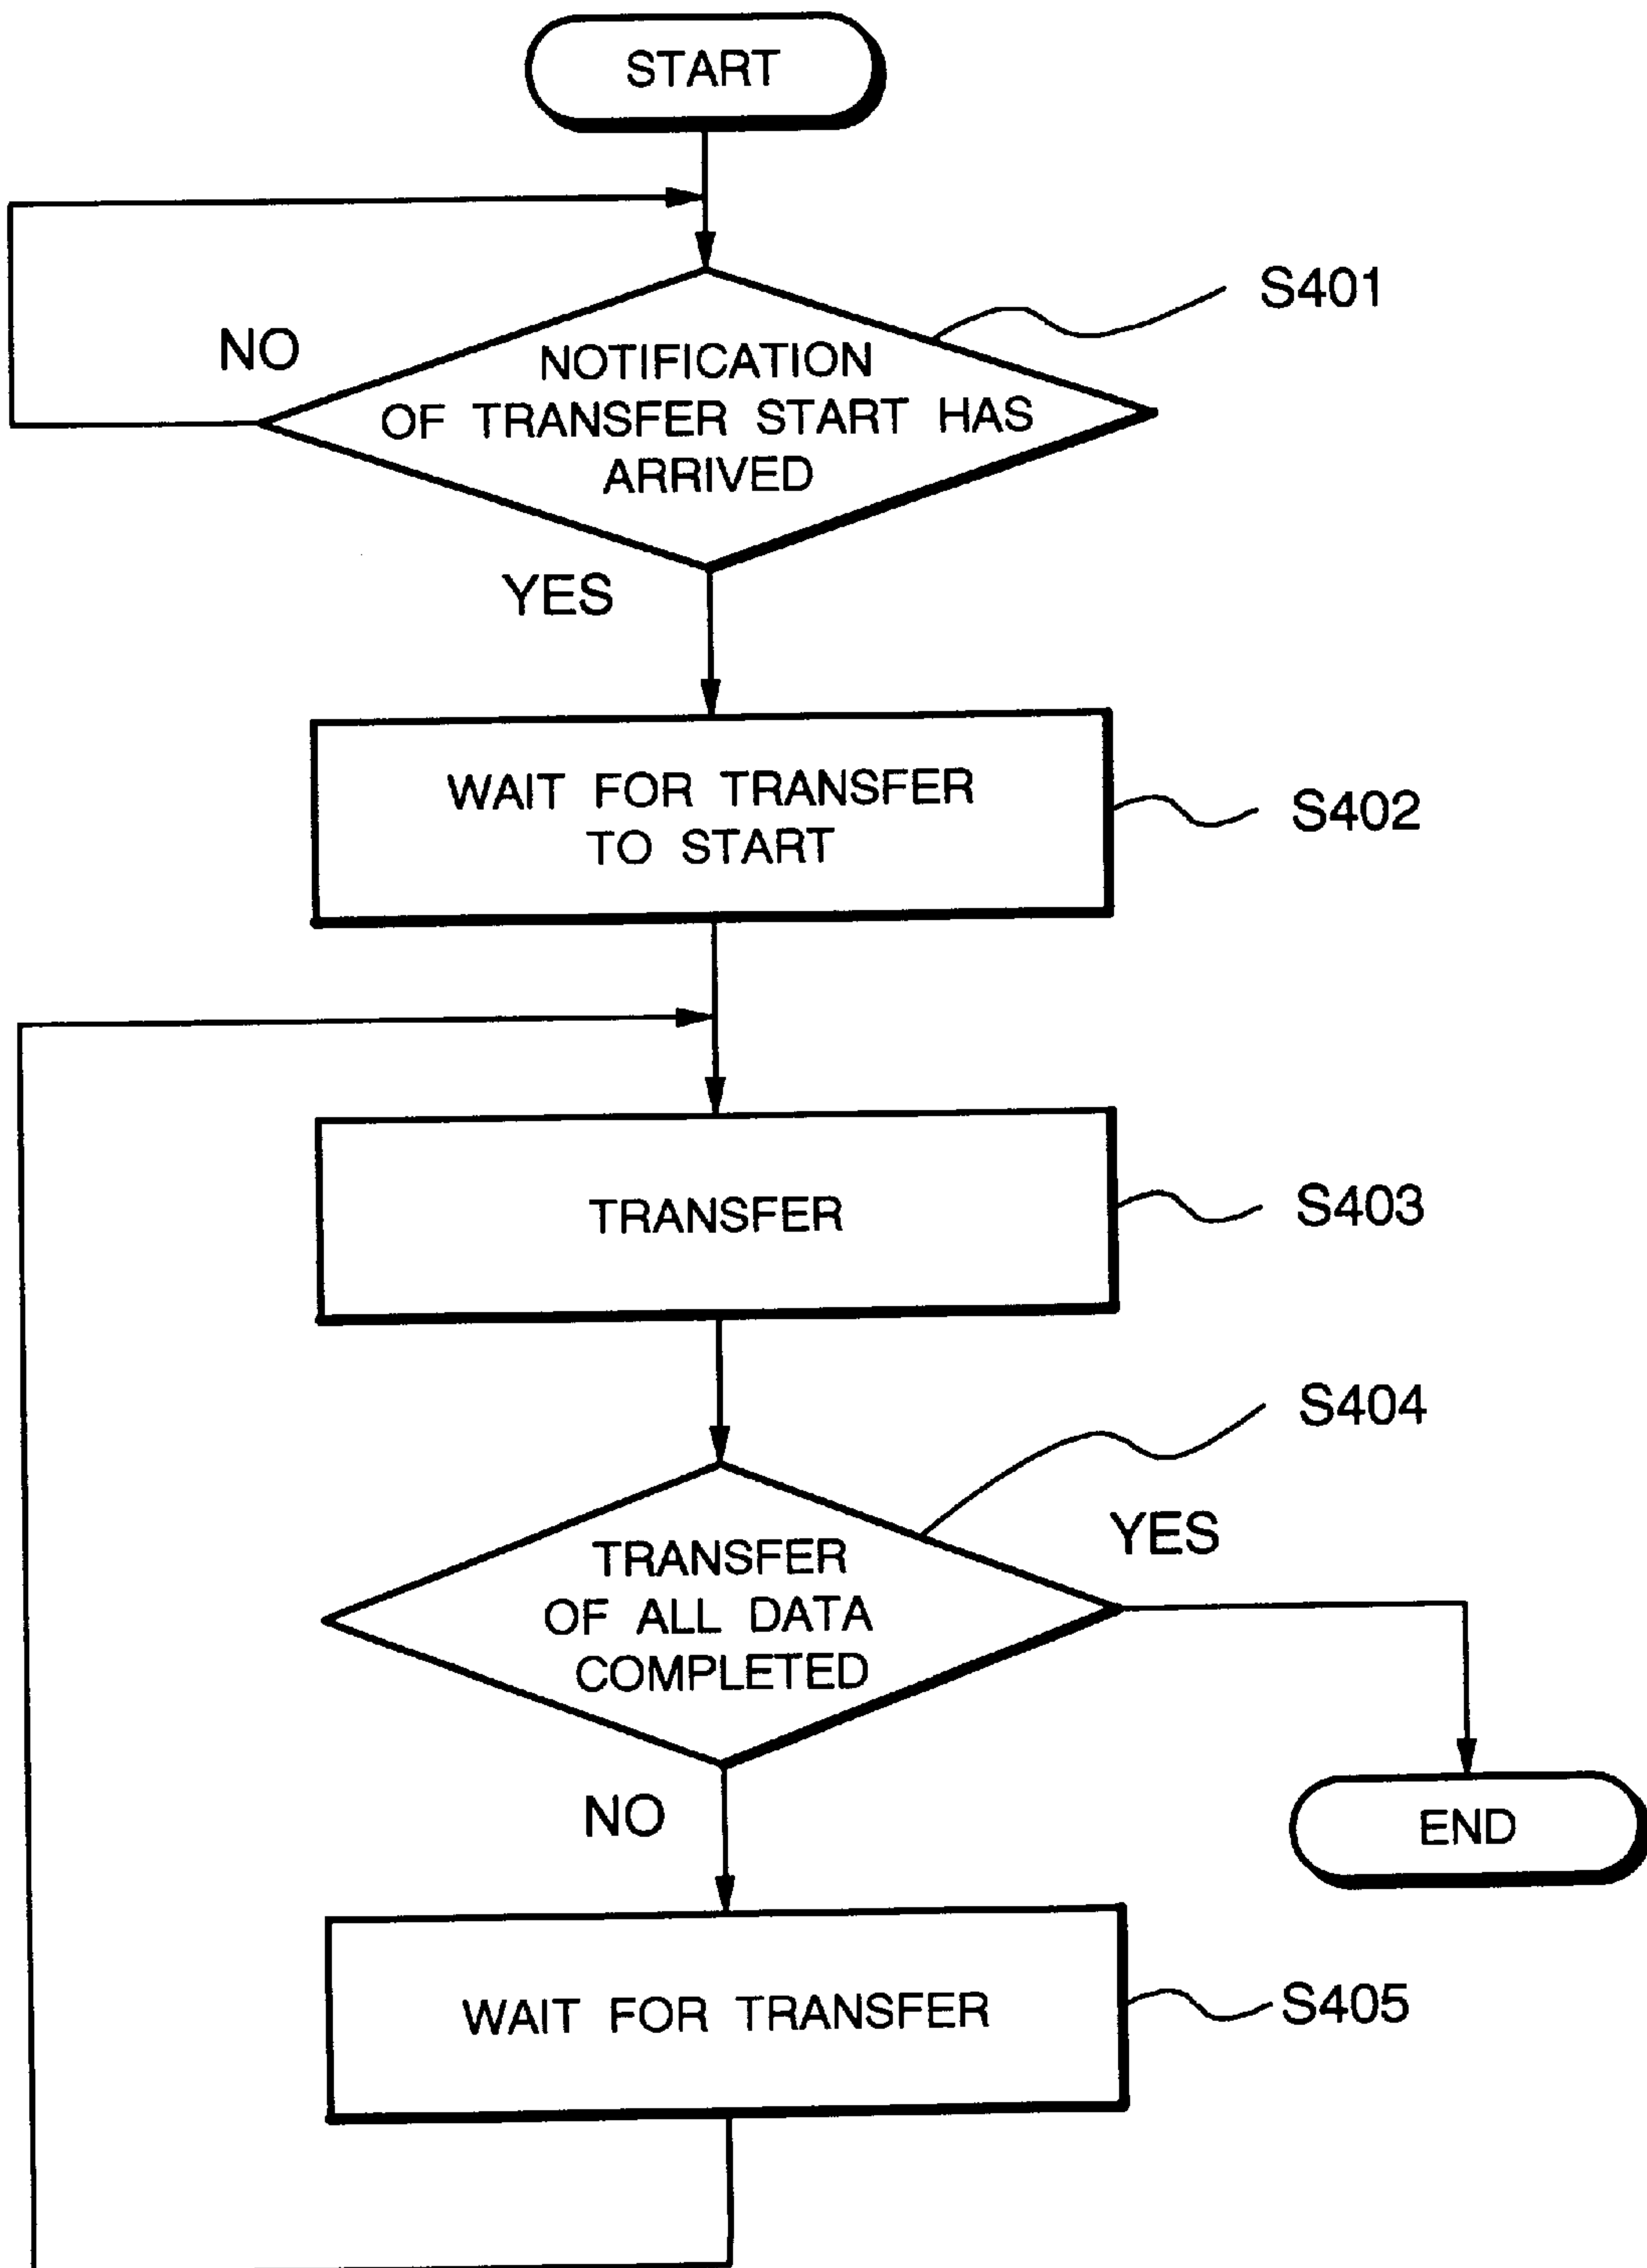 START
S401
NO
NOTIFICATION
OF TRANSFER START HAS
ARRIVED
YES
WAIT FOR TRANSFER
TO START
S402
TRANSFER
S403
S404
YES
TRANSFER
OF ALL DATA
COMPLETED
NO
END
WAIT FOR TRANSFER
S405